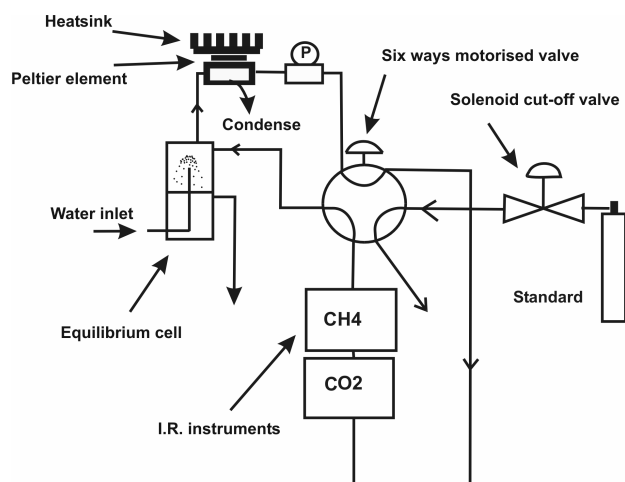 Heatsink
Peltier element
P
Six ways motorised valve
Solenoid cut-off valve
Condense
Water inlet
Equilibrium cell
Standard
CH4
CO2
I.R. instruments